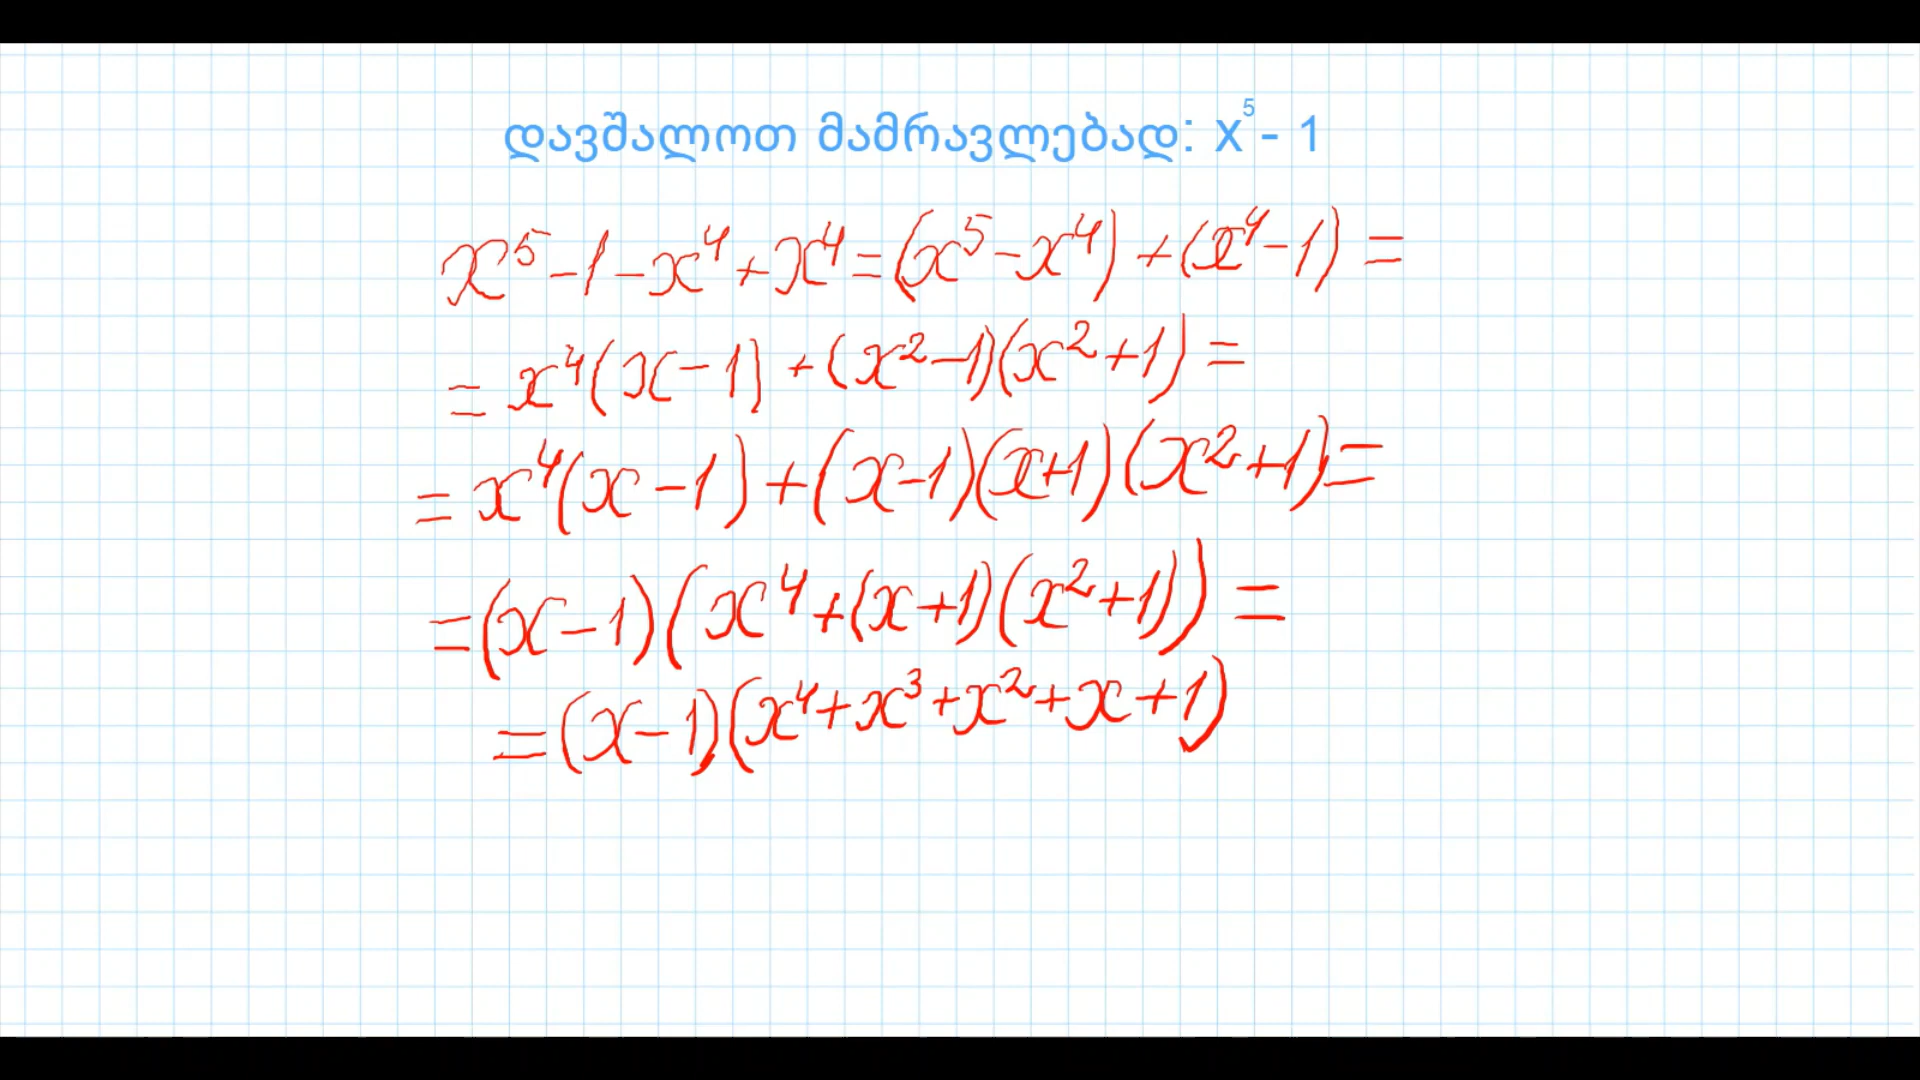 დავშალოთ მამრავლებად: x⁵ - 1
x⁵-1-x⁴+x⁴=(x⁵-x⁴)+(x⁴-1)=
=x⁴(x-1)+(x²-1)(x²+1)=
=x⁴(x-1)+(x-1)(x+1)(x²+1)=
=(x-1)(x⁴+(x+1)(x²+1))=
=(x-1)(x⁴+x³+x²+x+1)